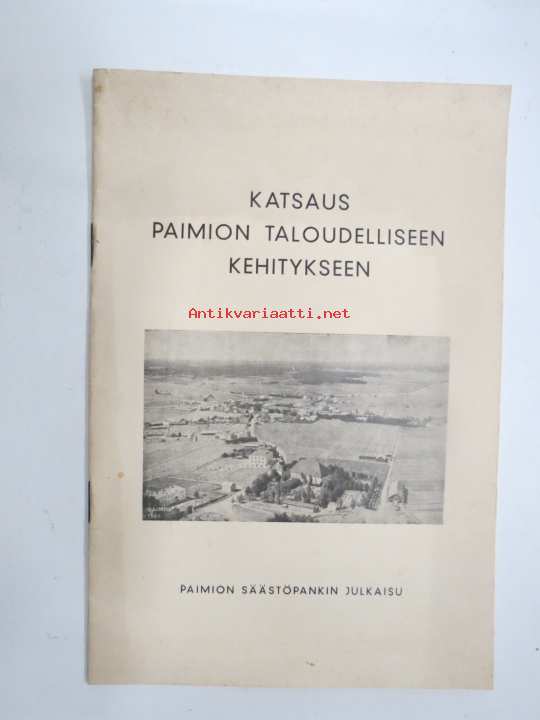 KATSAUS
PAIMION TALOUDELLISEEN
KEHITYKSEEN
Antikvariaatti.net
PAIMION SÄÄSTÖPANKIN JULKAISU